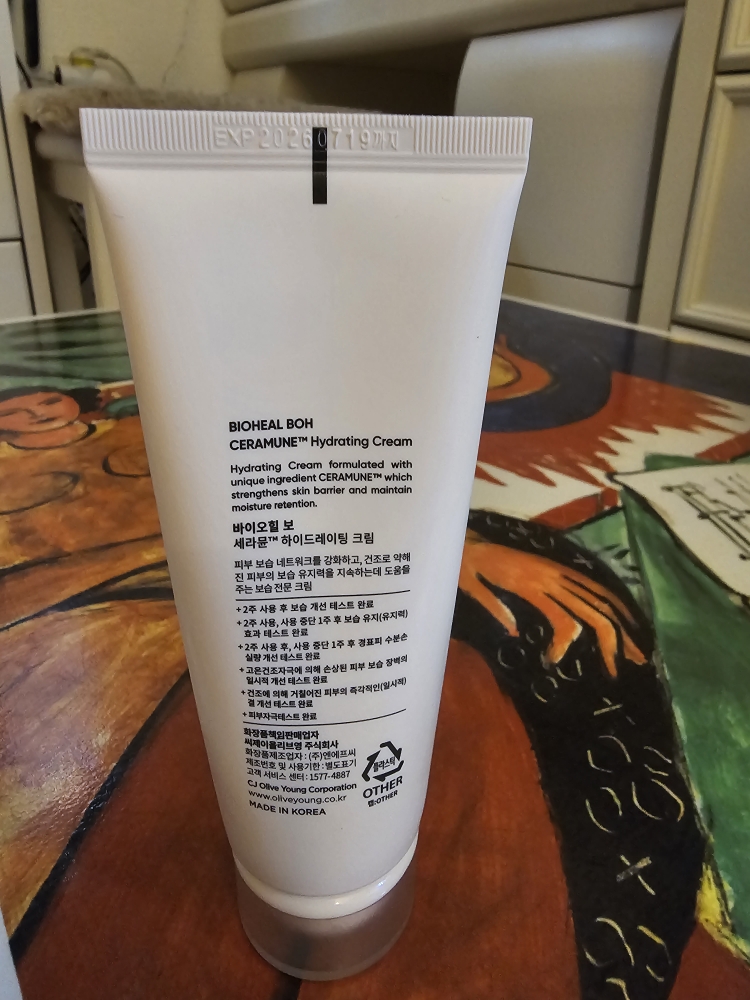 EXP 20260719까지
BIOHEAL BOH
CERAMUNE™ Hydrating Cream
Hydrating Cream formulated with
unique ingredient CERAMUNE™ which
strengthens skin barrier and maintain
moisture retention.
바이오힐 보
세라뮨™ 하이드레이팅 크림
피부 보습 네트워크를 강화하고, 건조로 약해
진 피부의 보습 유지력을 지속하는데 도움을
주는 보습 전문 크림
+ 2주 사용 후 보습 개선 테스트 완료
+ 2주 사용, 사용 중단 1주 후 보습 유지(유지력)
효과 테스트 완료
+ 2주 사용 후, 사용 중단 1주 후 경표피 수분손
실량 개선 테스트 완료
+ 고온건조자극에 의해 손상된 피부 보습 장벽의
일시적 개선 테스트 완료
+ 건조에 의해 거칠어진 피부의 즉각적인(일시적)
결 개선 테스트 완료
+ 피부자극테스트 완료
화장품책임판매업자
씨제이올리브영 주식회사
화장품제조업자 : (주)엔에프씨
제조번호 및 사용기한 : 별도표기
고객 서비스 센터 : 1577-4887
CJ Olive Young Corporation
www.oliveyoung.co.kr
MADE IN KOREA
플라스틱
OTHER
캡:OTHER